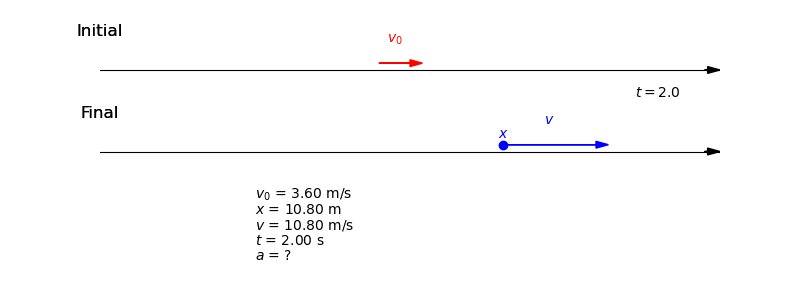 Initial
v₀
t = 2.0
Final
v
x
v₀ = 3.60 m/s
x = 10.80 m
v = 10.80 m/s
t = 2.00 s
a = ?